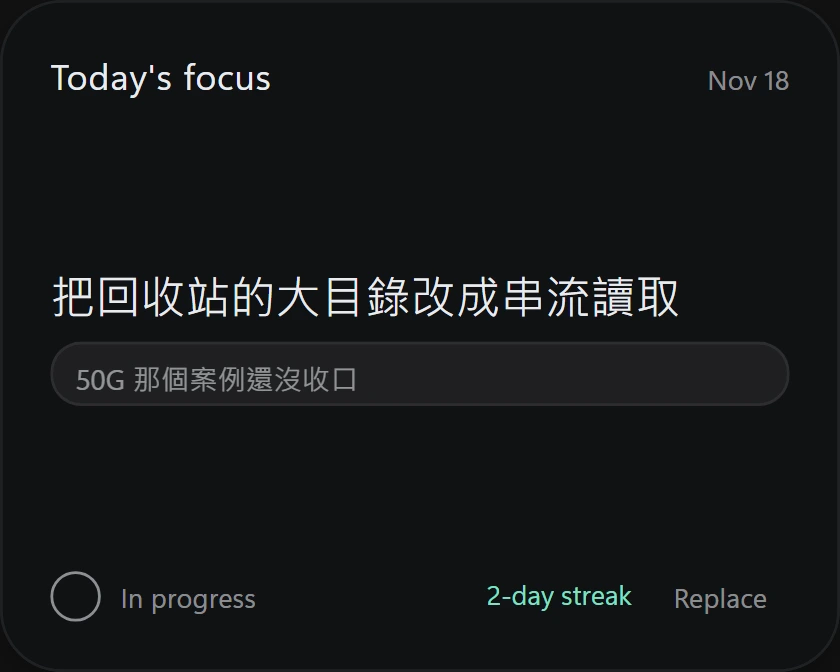 Today's focus
Nov 18
把回收站的大目錄改成串流讀取
50G 那個案例還沒收口
In progress
2-day streak
Replace